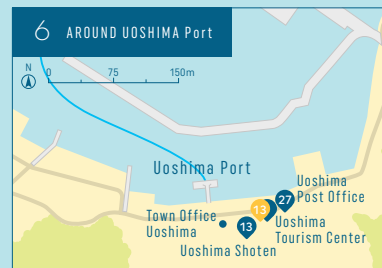 6 AROUND UOSHIMA Port
N
0 75 150m
Uoshima Port
Uoshima
Post Office
27
13
Town Office
Uoshima
13
Uoshima
Tourism Center
Uoshima Shoten